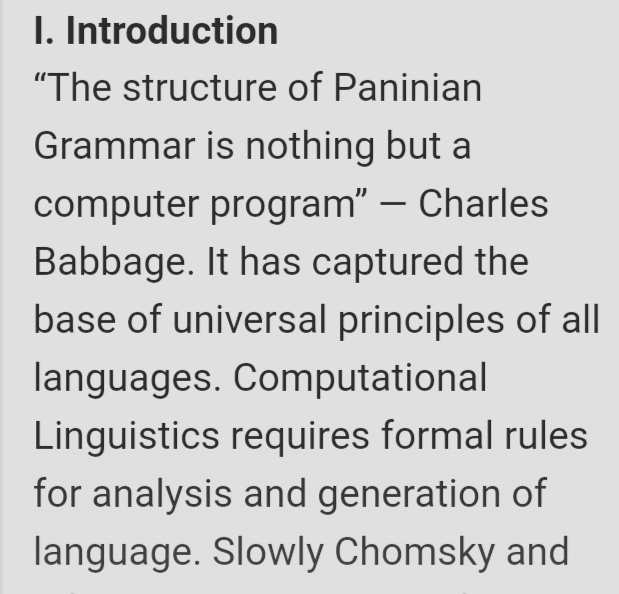 I. Introduction
“The structure of Paninian
Grammar is nothing but a
computer program” — Charles
Babbage. It has captured the
base of universal principles of all
languages. Computational
Linguistics requires formal rules
for analysis and generation of
language. Slowly Chomsky and